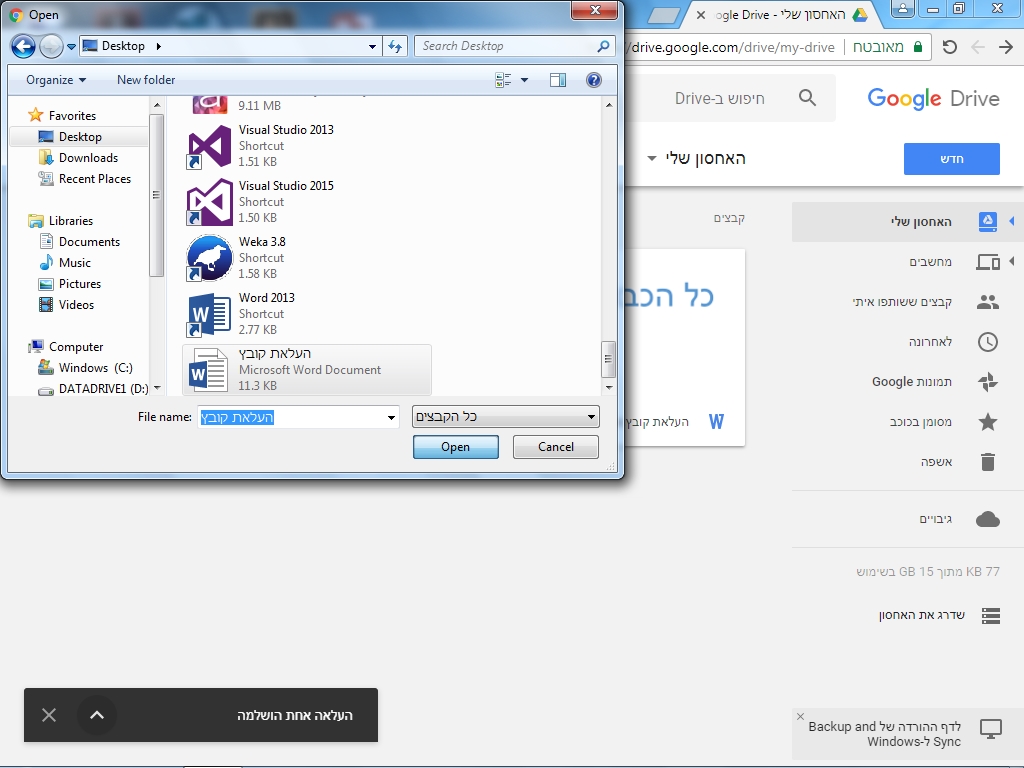 Open
Desktop
Search Desktop
Organize
New folder
Favorites
Desktop
Downloads
Recent Places
Libraries
Documents
Music
Pictures
Videos
Computer
Windows (C:)
DATADRIVE1 (D:)
9.11 MB
Visual Studio 2013
Shortcut
1.51 KB
Visual Studio 2015
Shortcut
1.50 KB
Weka 3.8
Shortcut
1.58 KB
Word 2013
Shortcut
2.77 KB
העלאת קובץ
Microsoft Word Document
11.3 KB
File name:
העלאת קובץ
כל הקבצים
Open
Cancel
האחסון שלי - ogle Drive
מאובטח
/drive.google.com/drive/my-drive
Google Drive
חיפוש ב-Drive
חדש
האחסון שלי
קבצים
כל הכב
העלאת קובץ
האחסון שלי
מחשבים
קבצים ששותפו איתי
לאחרונה
תמונות Google
מסומן בכוכב
אשפה
גיבויים
77 KB מתוך 15 GB בשימוש
שדרג את האחסון
לדף ההורדה של Backup and
Sync ל-Windows
העלאה אחת הושלמה